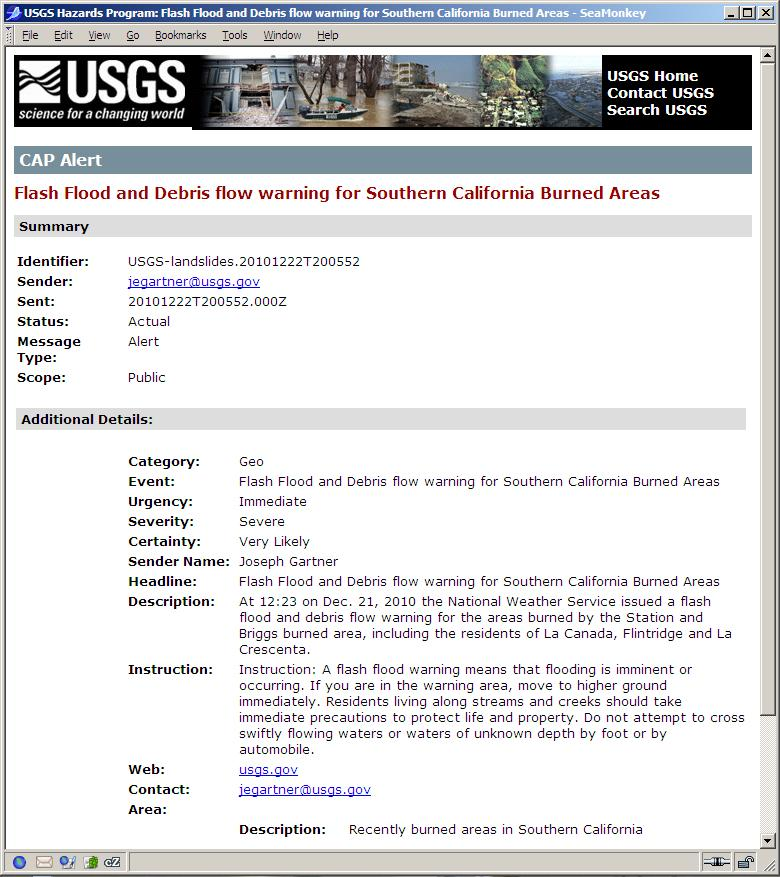 USGS Hazards Program: Flash Flood and Debris flow warning for Southern California Burned Areas - SeaMonkey
File Edit View Go Bookmarks Tools Window Help
USGS
science for a changing world
USGS Home
Contact USGS
Search USGS
CAP Alert
Flash Flood and Debris flow warning for Southern California Burned Areas
Summary
Identifier: USGS-landslides.20101222T200552
Sender: jegartner@usgs.gov
Sent: 20101222T200552.000Z
Status: Actual
Message Alert
Type:
Scope: Public
Additional Details:
Category: Geo
Event: Flash Flood and Debris flow warning for Southern California Burned Areas
Urgency: Immediate
Severity: Severe
Certainty: Very Likely
Sender Name: Joseph Gartner
Headline: Flash Flood and Debris flow warning for Southern California Burned Areas
Description: At 12:23 on Dec. 21, 2010 the National Weather Service issued a flash
flood and debris flow warning for the areas burned by the Station and
Briggs burned area, including the residents of La Canada, Flintridge and La
Crescenta.
Instruction: Instruction: A flash flood warning means that flooding is imminent or
occurring. If you are in the warning area, move to higher ground
immediately. Residents living along streams and creeks should take
immediate precautions to protect life and property. Do not attempt to cross
swiftly flowing waters or waters of unknown depth by foot or by
automobile.
Web: usgs.gov
Contact: jegartner@usgs.gov
Area:
Description: Recently burned areas in Southern California
cZ